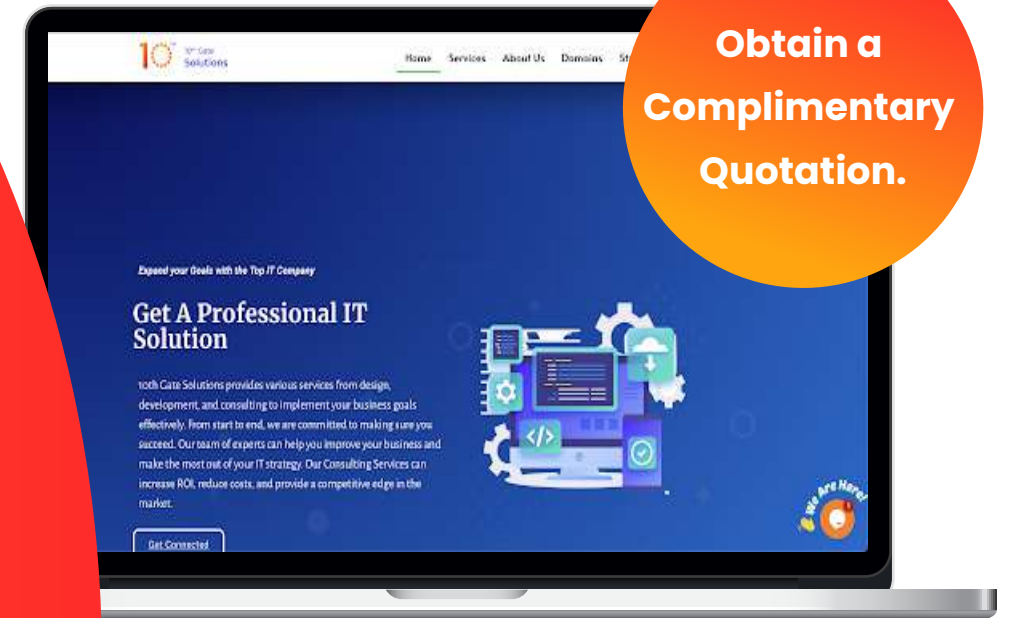 Obtain a
Complimentary
Quotation.
10
10ᵗʰ Gate
Solutions
Home Services About Us Domains St
Expand your Goals with the Top IT Company
Get A Professional IT
Solution
10th Gate Solutions provides various services from design,
development, and consulting to implement your business goals
effectively. From start to end, we are committed to making sure you
succeed. Our team of experts can help you improve your business and
make the most out of your IT strategy. Our Consulting Services can
increase ROI, reduce costs, and provide a competitive edge in the
market.
Get Connected
</>
We Are Here!